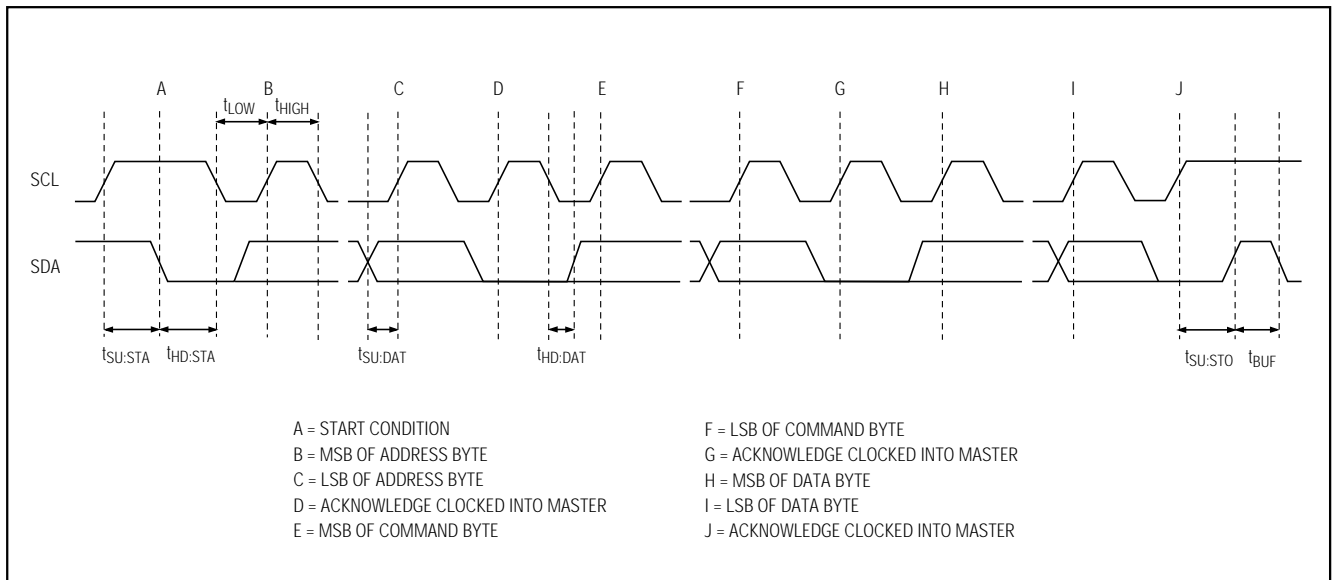 A B C D E F G H I J
tLOW tHIGH
SCL
SDA
tSU:STA tHD:STA tSU:DAT tHD:DAT tSU:STO tBUF
A = START CONDITION
B = MSB OF ADDRESS BYTE
C = LSB OF ADDRESS BYTE
D = ACKNOWLEDGE CLOCKED INTO MASTER
E = MSB OF COMMAND BYTE
F = LSB OF COMMAND BYTE
G = ACKNOWLEDGE CLOCKED INTO MASTER
H = MSB OF DATA BYTE
I = LSB OF DATA BYTE
J = ACKNOWLEDGE CLOCKED INTO MASTER